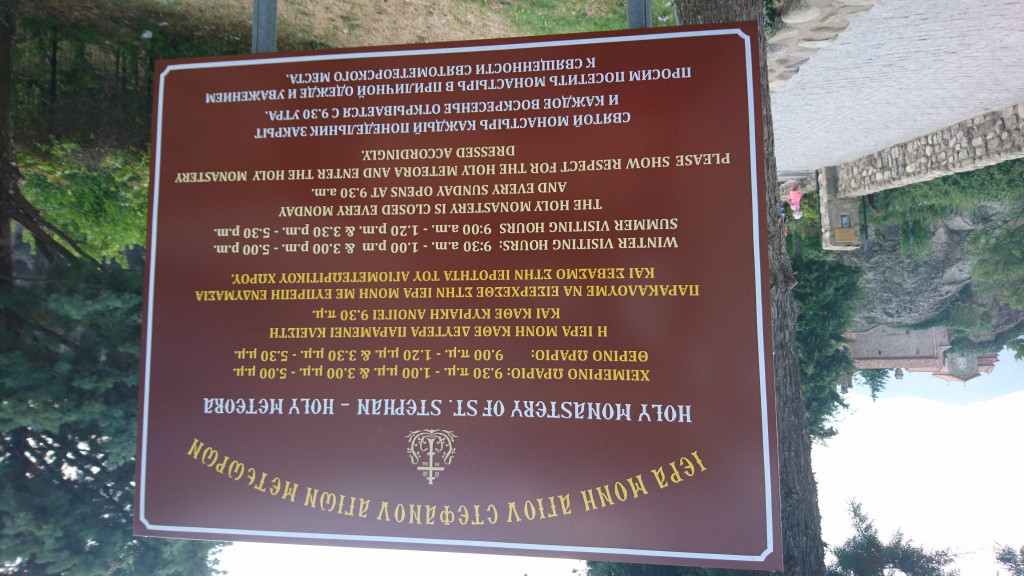 ΙΕΡΑ ΜΟΝΗ ΑΓΙΟΥ ΣΤΕΦΑΝΟΥ ΑΓΙΩΝ ΜΕΤΕΩΡΩΝ
HOLY MONASTERY OF ST. STEPHAN - HOLY METEORA
ΧΕΙΜΕΡΙΝΟ ΩΡΑΡΙΟ: 9.30 π.μ. - 1.00 μ.μ. & 3.00 μ.μ. - 5.00 μ.μ.
ΘΕΡΙΝΟ ΩΡΑΡΙΟ: 9.00 π.μ. - 1.20 μ.μ. & 3.30 μ.μ. - 5.30 μ.μ.
Η ΙΕΡΑ ΜΟΝΗ ΚΑΘΕ ΔΕΥΤΕΡΑ ΠΑΡΑΜΕΝΕΙ ΚΛΕΙΣΤΗ
ΚΑΙ ΚΑΘΕ ΚΥΡΙΑΚΗ ΑΝΟΙΓΕΙ 9.30 π.μ.
ΠΑΡΑΚΑΛΟΥΜΕ ΝΑ ΕΙΣΕΡΧΕΣΘΕ ΣΤΗΝ ΙΕΡΑ ΜΟΝΗ ΜΕ ΕΥΠΡΕΠΗ ΕΝΔΥΜΑΣΙΑ
ΚΑΙ ΣΕΒΑΣΜΟ ΣΤΗΝ ΙΕΡΟΤΗΤΑ ΤΟΥ ΑΓΙΟΜΕΤΕΩΡΙΤΙΚΟΥ ΧΩΡΟΥ.
WINTER VISITING HOURS: 9:30 a.m. - 1.00 p.m. & 3.00 p.m. - 5.00 p.m.
SUMMER VISITING HOURS 9:00 a.m. - 1.20 p.m. & 3.30 p.m. - 5.30 p.m.
THE HOLY MONASTERY IS CLOSED EVERY MONDAY
AND EVERY SUNDAY OPENS AT 9.30 a.m.
PLEASE SHOW RESPECT FOR THE HOLY METEORA AND ENTER THE HOLY MONASTERY
DRESSED ACCORDINGLY.
СВЯТОЙ МОНАСТЫРЬ КАЖДЫЙ ПОНЕДЕЛЬНИК ЗАКРЫТ
И КАЖДОЕ ВОСКРЕСЕНЬЕ ОТКРЫВАЕТСЯ С 9.30 УТРА.
ПРОСИМ ПОСЕТИТЬ МОНАСТЫРЬ В ПРИЛИЧНОЙ ОДЕЖДЕ И УВАЖЕНИЕМ
К СВЯЩЕННОСТИ СВЯТОМЕТЕОРСКОГО МЕСТА.